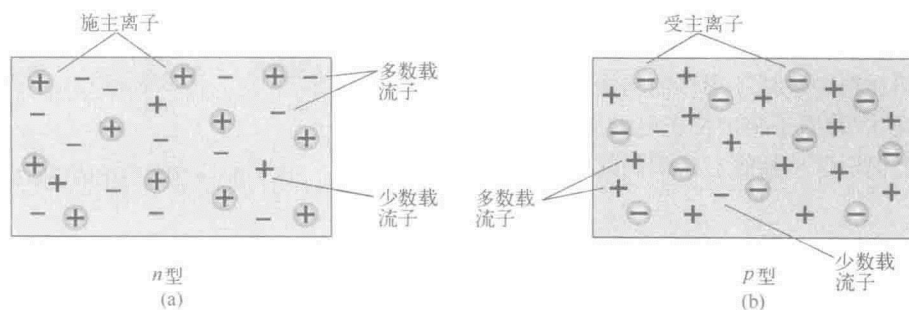 施主离子
多数载
流子
少数载
流子
n型
(a)
受主离子
多数载
流子
少数载
流子
p型
(b)